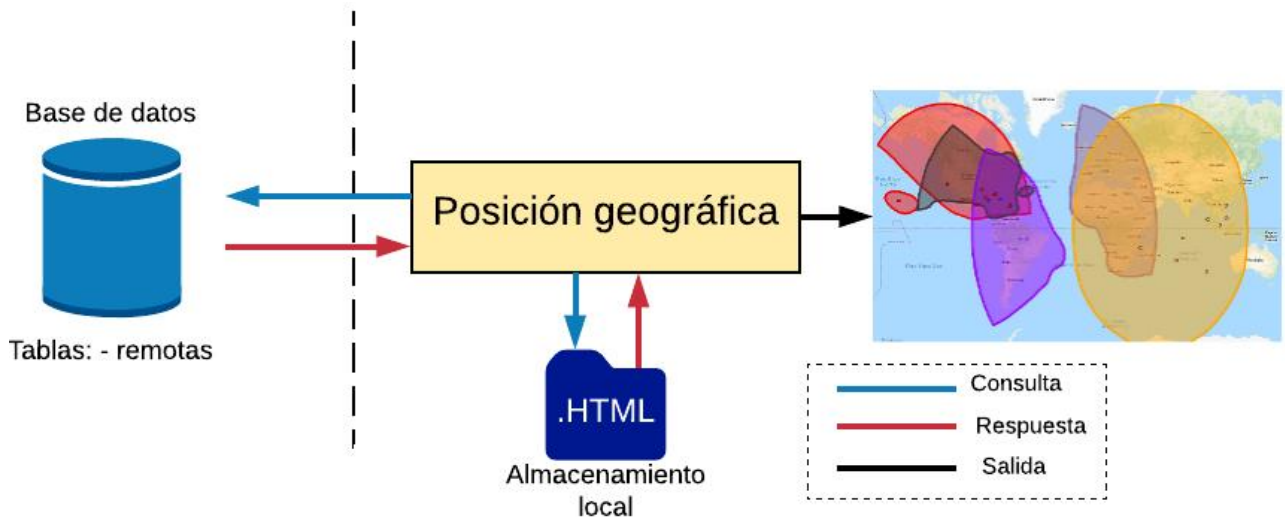 Base de datos
Posición geográfica
Tablas: - remotas
.HTML
Almacenamiento
local
Consulta
Respuesta
Salida